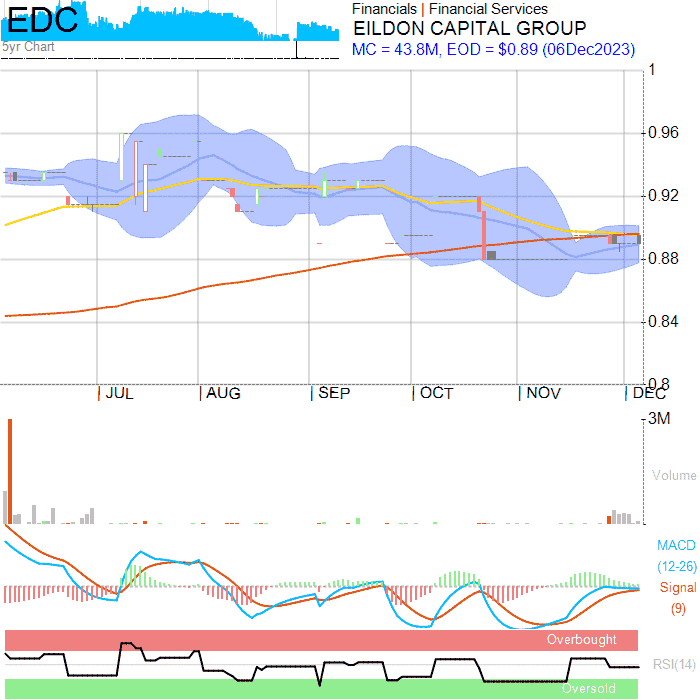 EDC
5yr Chart
Financials | Financial Services
EILDON CAPITAL GROUP
MC = 43.8M, EOD = $0.89 (06Dec2023)
1
0.96
0.92
0.88
0.84
0.8
JUL AUG SEP OCT NOV DEC
3M
Volume
MACD
(12-26)
Signal
(9)
Overbought
RSI(14)
Oversold